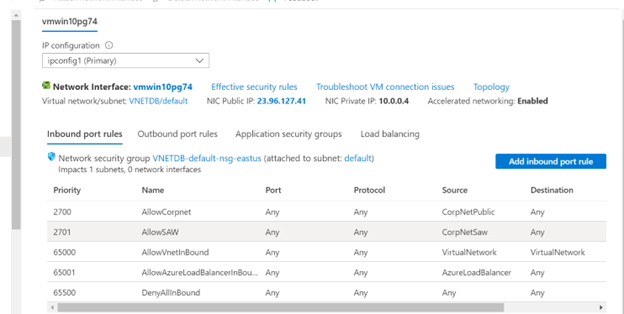 vmwin10pg74
IP configuration
ipconfig1 (Primary)
Network Interface: vmwin10pg74 Effective security rules Troubleshoot VM connection issues Topology
Virtual network/subnet: VNETDB/default NIC Public IP: 23.96.127.41 NIC Private IP: 10.0.0.4 Accelerated networking: Enabled
Inbound port rules Outbound port rules Application security groups Load balancing
Network security group VNETDB-default-nsg-eastus (attached to subnet: default)
Impacts 1 subnets, 0 network interfaces
Add inbound port rule
Priority Name Port Protocol Source Destination
2700 AllowCorpnet Any Any CorpNetPublic Any
2701 AllowSAW Any Any CorpNetSaw Any
65000 AllowVnetInBound Any Any VirtualNetwork VirtualNetwork
65001 AllowAzureLoadBalancerInBou... Any Any AzureLoadBalancer Any
65500 DenyAllInBound Any Any Any Any